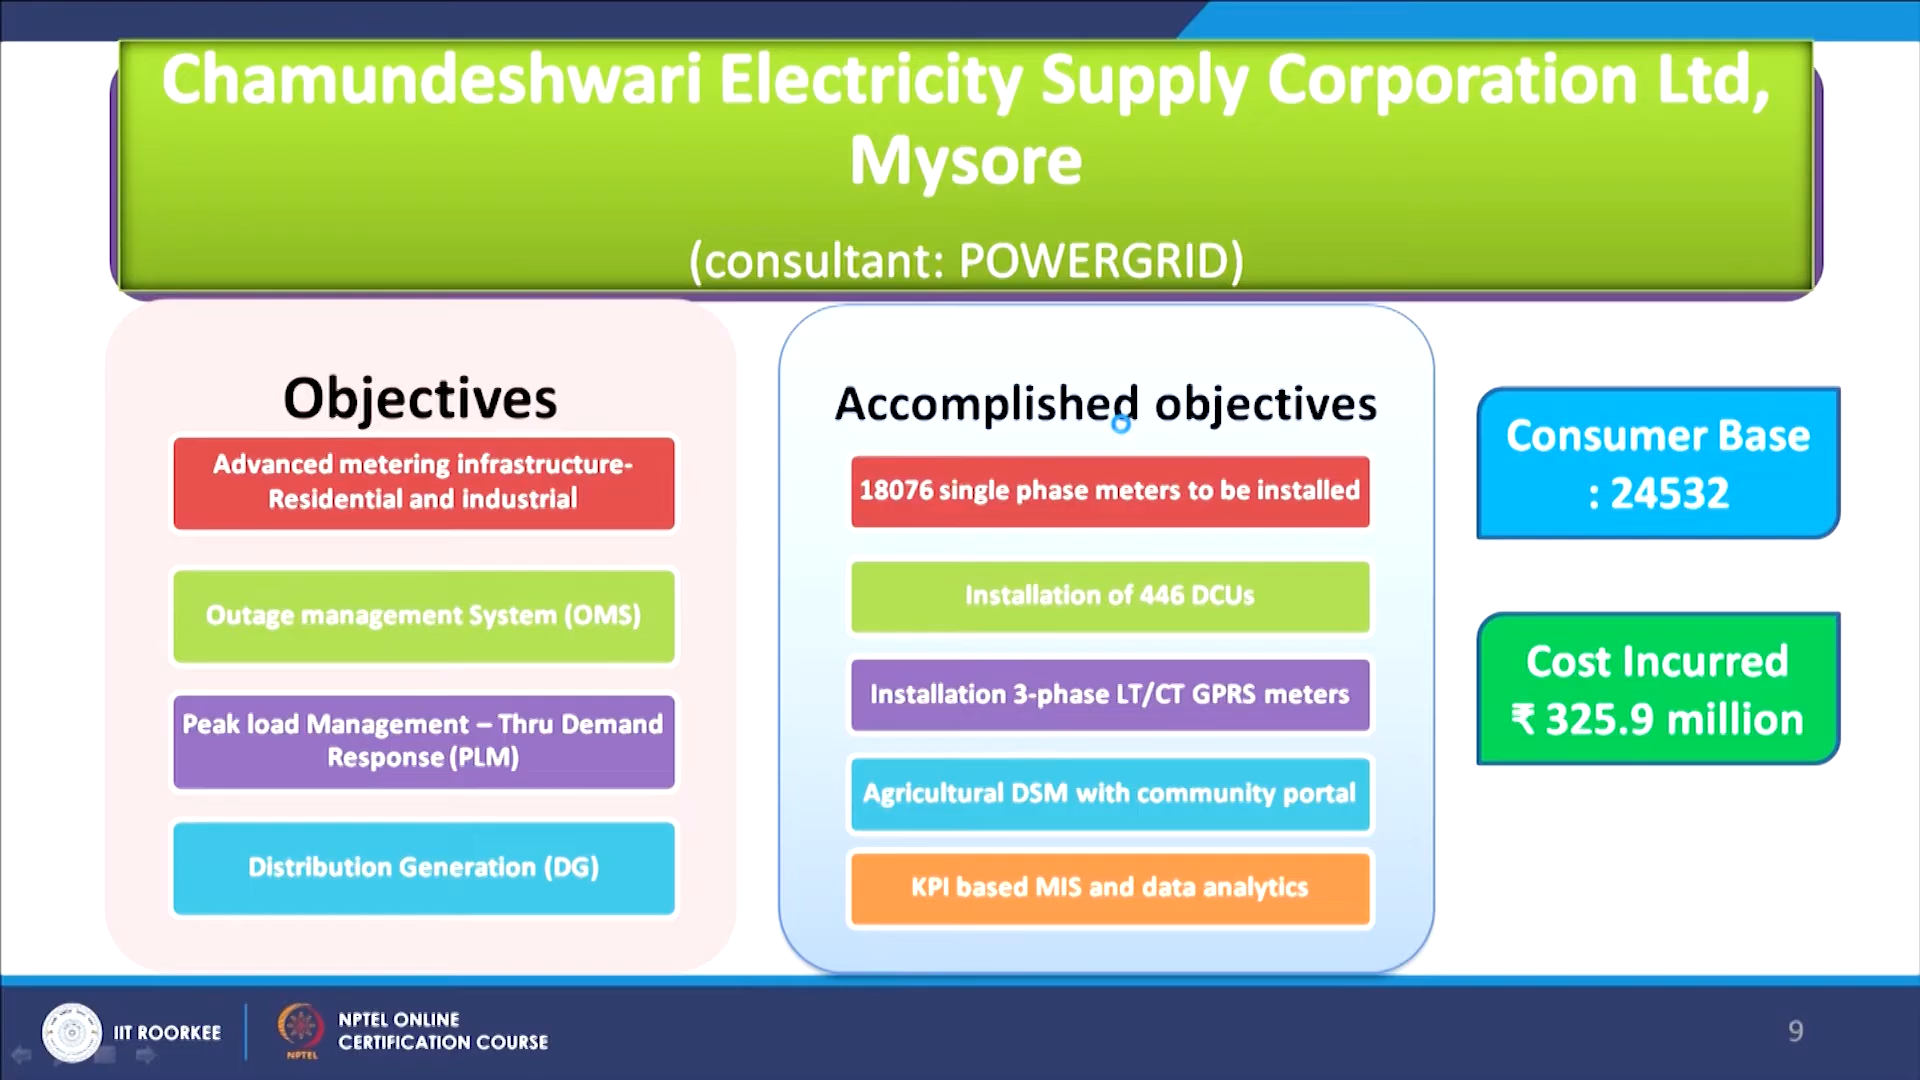 Chamundeshwari Electricity Supply Corporation Ltd,
Mysore
(consultant: POWERGRID)
Objectives
Advanced metering infrastructure-
Residential and industrial
Outage management System (OMS)
Peak load Management – Thru Demand
Response (PLM)
Distribution Generation (DG)
Accomplished objectives
18076 single phase meters to be installed
Installation of 446 DCUs
Installation 3-phase LT/CT GPRS meters
Agricultural DSM with community portal
KPI based MIS and data analytics
Consumer Base
: 24532
Cost Incurred
₹ 325.9 million
IIT ROORKEE
NPTEL
NPTEL ONLINE
CERTIFICATION COURSE
9